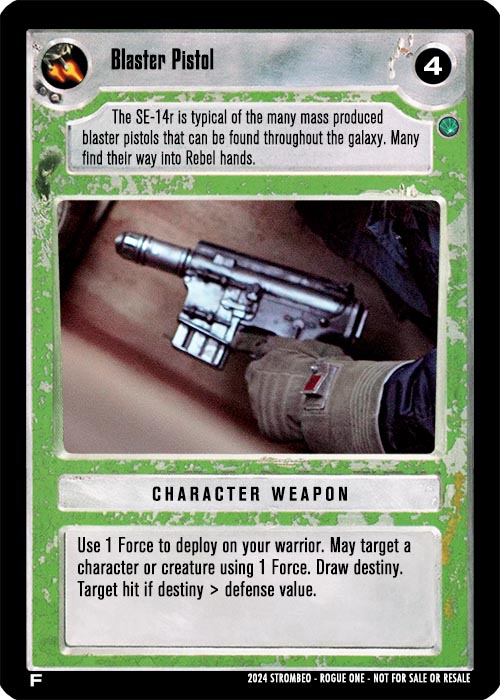 Blaster Pistol
4
The SE-14r is typical of the many mass produced
blaster pistols that can be found throughout the galaxy. Many
find their way into Rebel hands.
CHARACTER WEAPON
Use 1 Force to deploy on your warrior. May target a
character or creature using 1 Force. Draw destiny.
Target hit if destiny > defense value.
F
2024 STROMBEO - ROGUE ONE - NOT FOR SALE OR RESALE